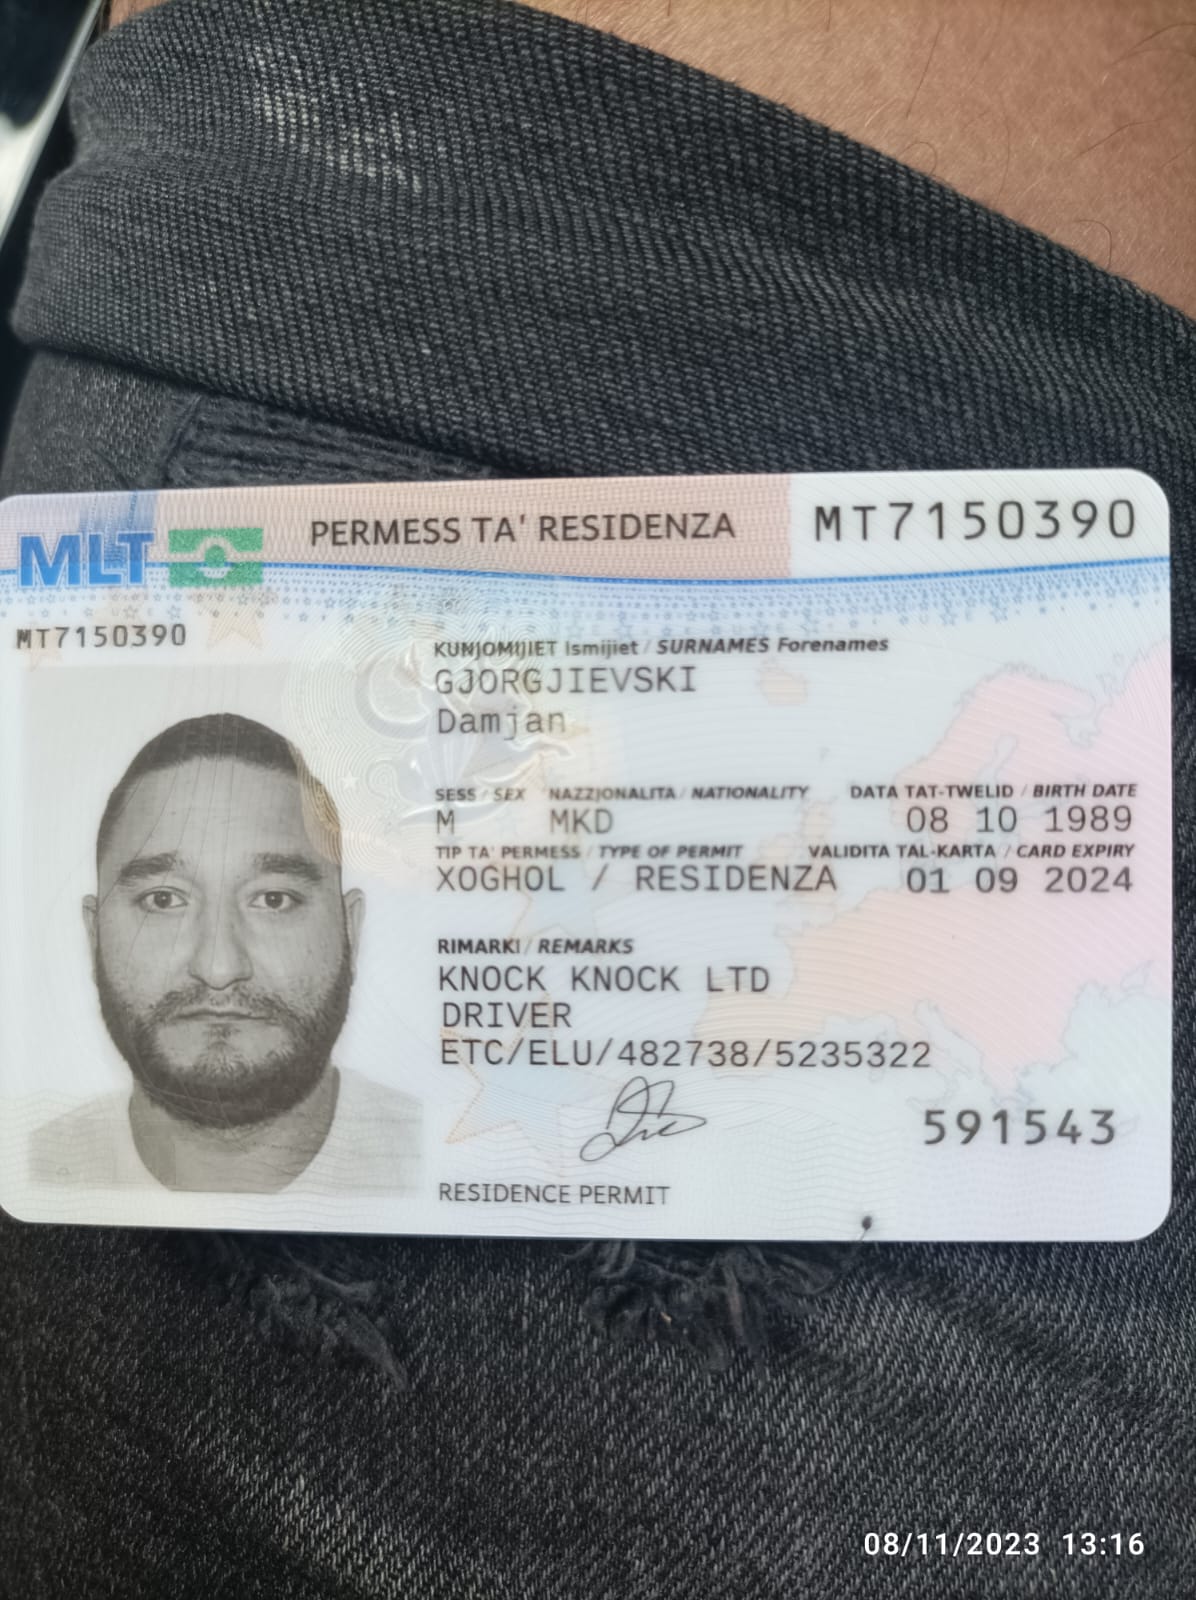 MLT
PERMESS TA' RESIDENZA
MT7150390
MT7150390
KUNJOMIJIET Ismijiet / SURNAMES Forenames
GJORGJIEVSKI
Damjan
SESS / SEX NAZZJONALITA / NATIONALITY DATA TAT-TWELID / BIRTH DATE
M MKD 08 10 1989
TIP TA' PERMESS / TYPE OF PERMIT VALIDITA TAL-KARTA / CARD EXPIRY
XOGHOL / RESIDENZA 01 09 2024
RIMARKI / REMARKS
KNOCK KNOCK LTD
DRIVER
ETC/ELU/482738/5235322
591543
RESIDENCE PERMIT
08/11/2023 13:16